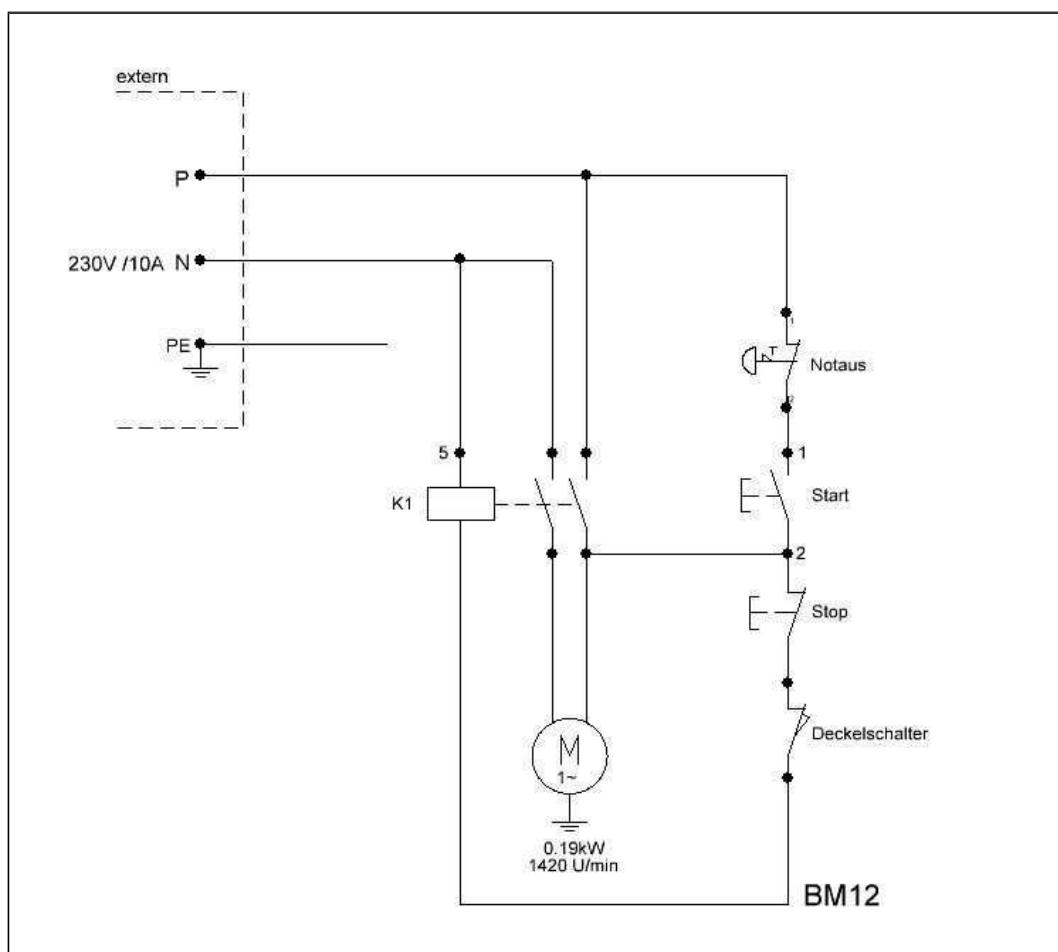 extern
P
230V /10A N
PE
1
Notaus
2
5
1
K1
Start
2
Stop
Deckelschalter
M
1~
0.19kW
1420 U/min
BM12